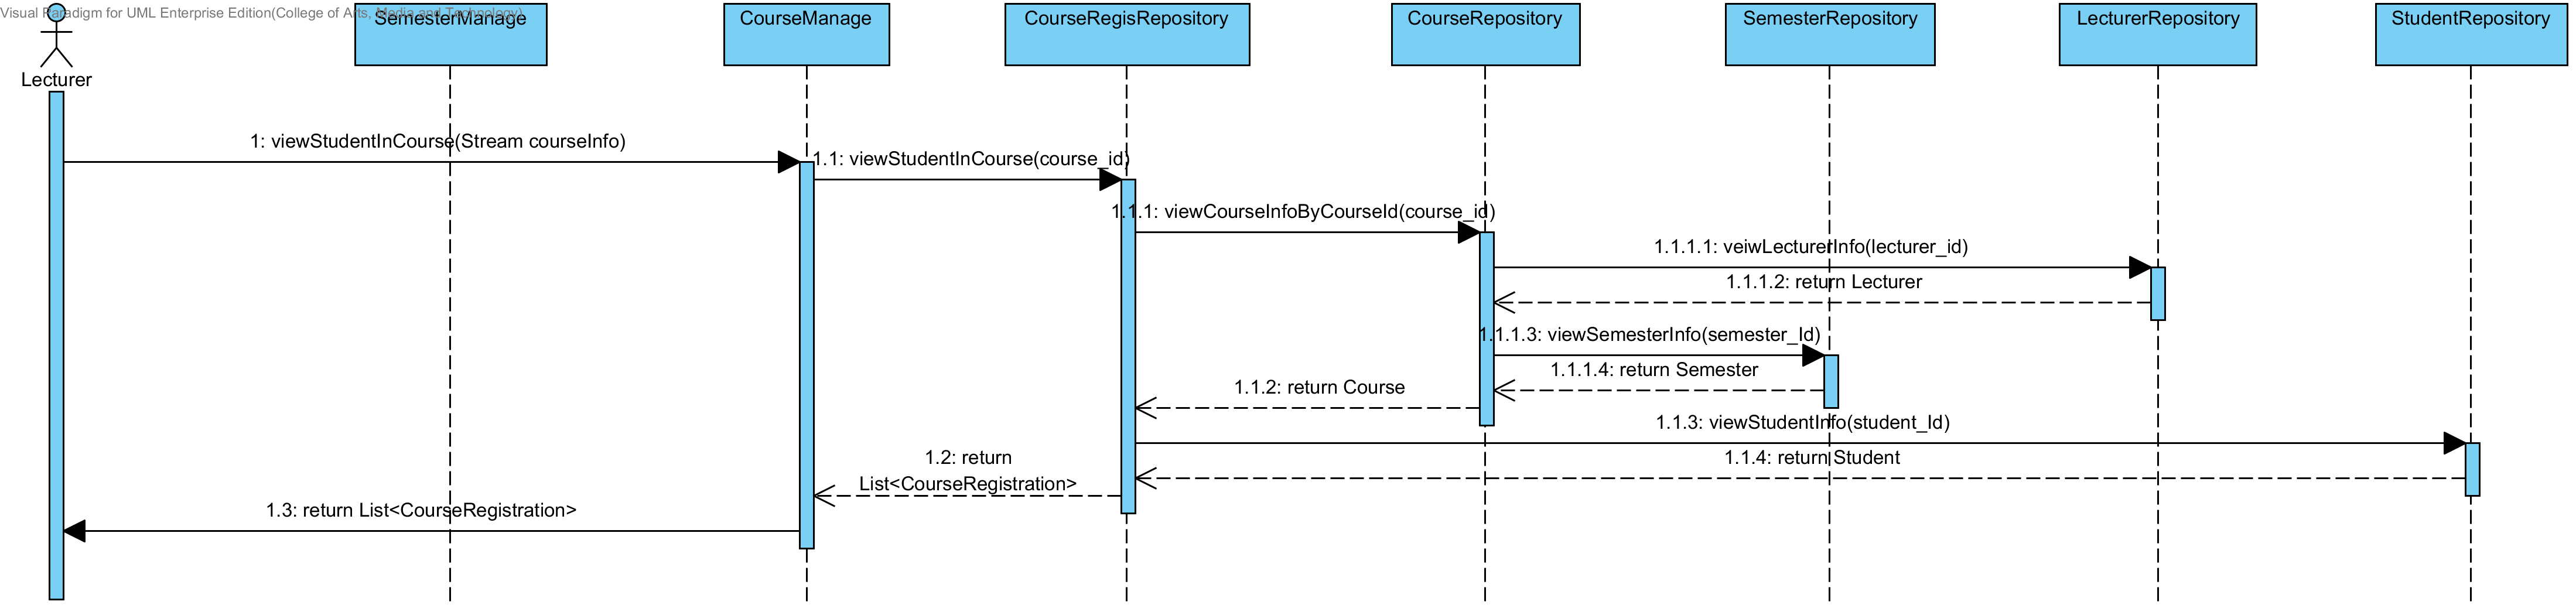 Visual Paradigm for UML Enterprise Edition(College of Arts, Media and Technology)
SemesterManage
CourseManage
CourseRegisRepository
CourseRepository
SemesterRepository
LecturerRepository
StudentRepository
Lecturer
1: viewStudentInCourse(Stream courseInfo)
1.1: viewStudentInCourse(course_id)
1.1.1: viewCourseInfoByCourseId(course_id)
1.1.1.1: veiwLecturerInfo(lecturer_id)
1.1.1.2: return Lecturer
1.1.1.3: viewSemesterInfo(semester_Id)
1.1.1.4: return Semester
1.1.2: return Course
1.1.3: viewStudentInfo(student_Id)
1.1.4: return Student
1.2: return
List<CourseRegistration>
1.3: return List<CourseRegistration>